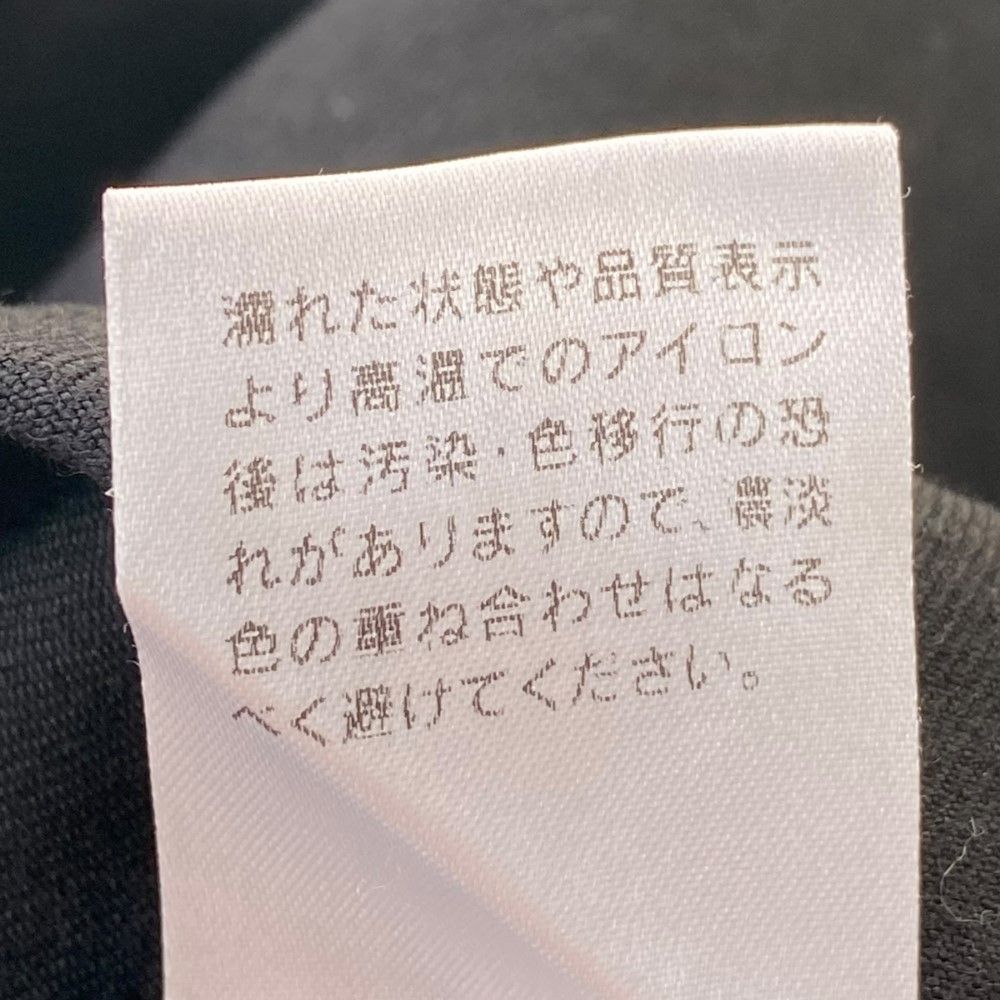 濡れた状態や品質表示
より高温でのアイロン
後は汚染・色移行の恐
れがありますので、濃淡
色の重ね合わせはなる
べく避けてください。